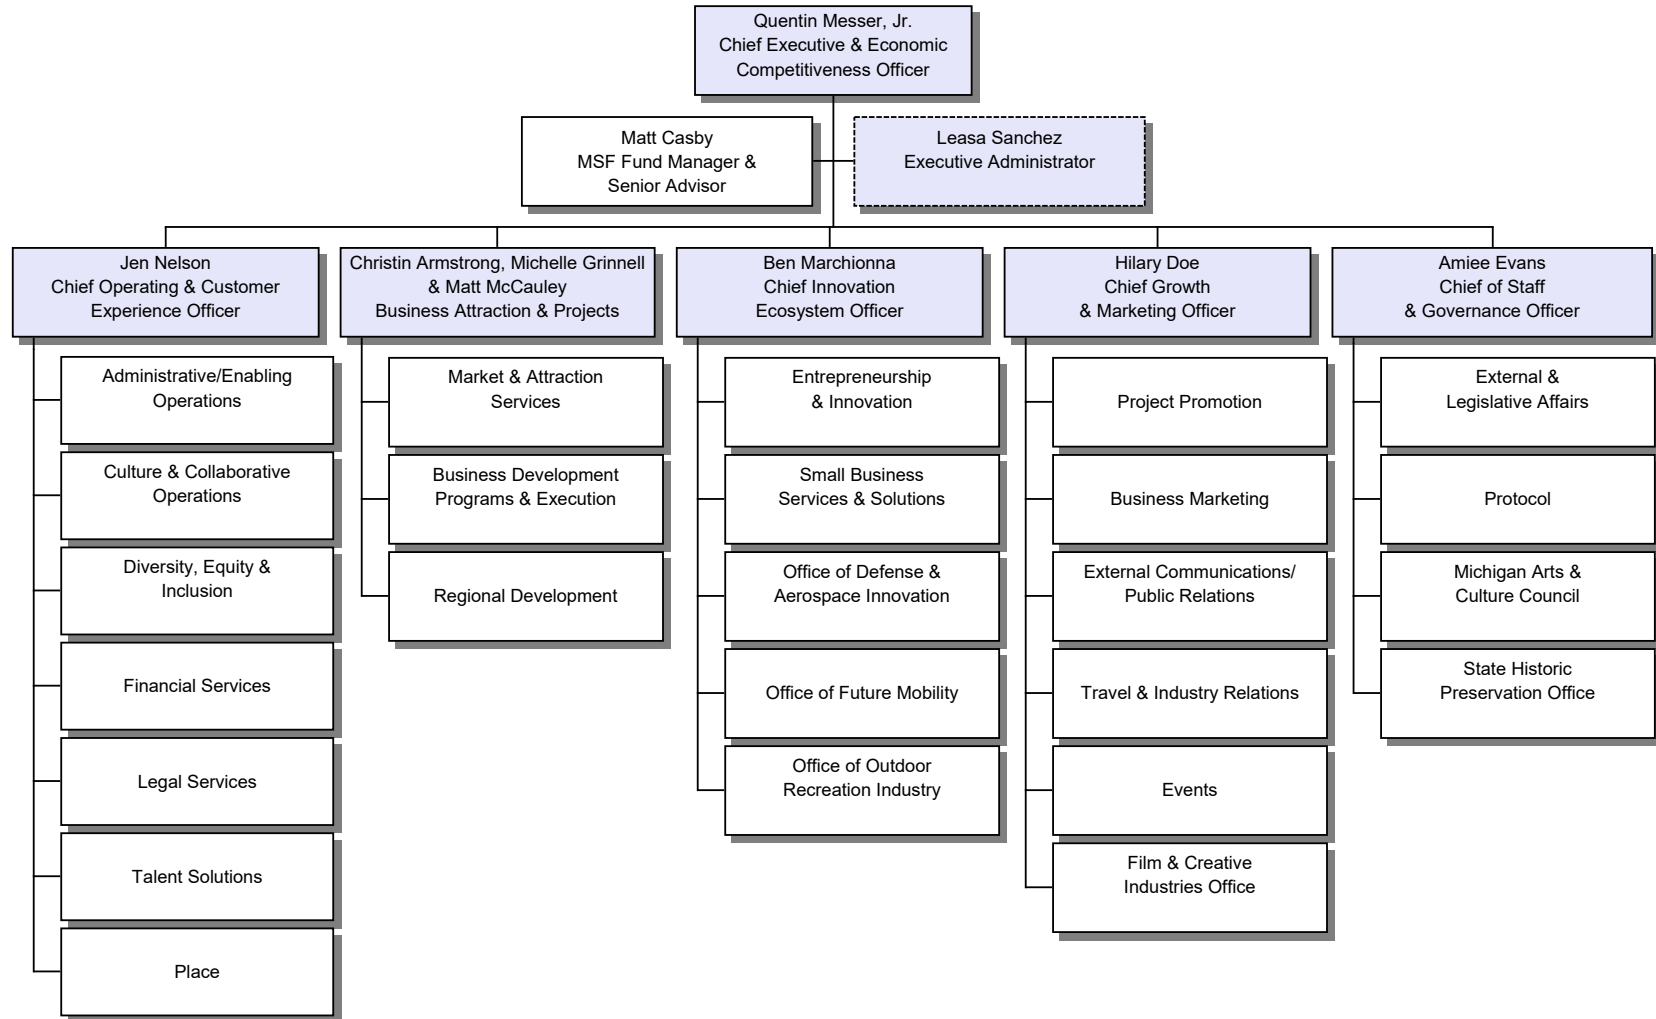 Quentin Messer, Jr.
Chief Executive & Economic
Competitiveness Officer
Matt Casby
MSF Fund Manager &
Senior Advisor
Leasa Sanchez
Executive Administrator
Jen Nelson
Chief Operating & Customer
Experience Officer
Administrative/Enabling
Operations
Culture & Collaborative
Operations
Diversity, Equity &
Inclusion
Financial Services
Legal Services
Talent Solutions
Place
Christin Armstrong, Michelle Grinnell
& Matt McCauley
Business Attraction & Projects
Market & Attraction
Services
Business Development
Programs & Execution
Regional Development
Ben Marchionna
Chief Innovation
Ecosystem Officer
Entrepreneurship
& Innovation
Small Business
Services & Solutions
Office of Defense &
Aerospace Innovation
Office of Future Mobility
Office of Outdoor
Recreation Industry
Hilary Doe
Chief Growth
& Marketing Officer
Project Promotion
Business Marketing
External Communications/
Public Relations
Travel & Industry Relations
Events
Film & Creative
Industries Office
Amiee Evans
Chief of Staff
& Governance Officer
External &
Legislative Affairs
Protocol
Michigan Arts &
Culture Council
State Historic
Preservation Office